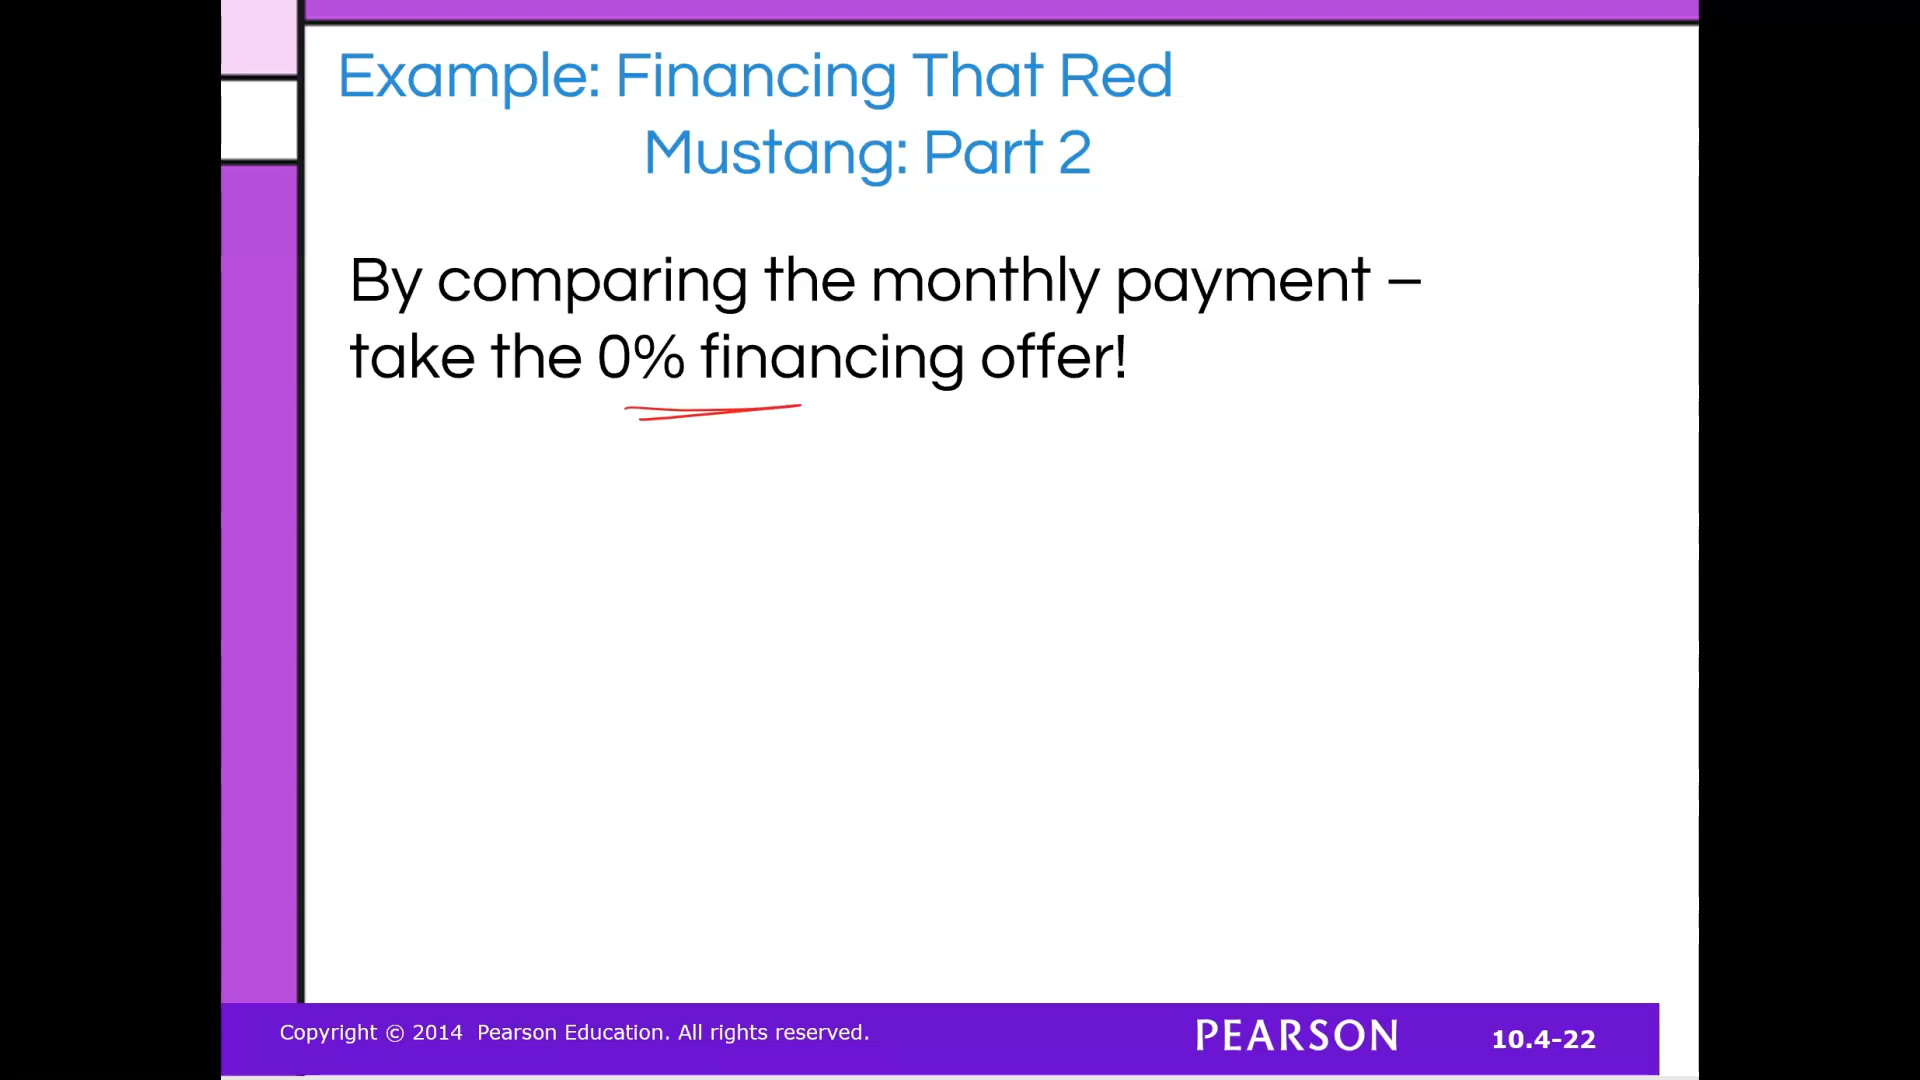 Example: Financing That Red
Mustang: Part 2
By comparing the monthly payment –
take the 0% financing offer!
Copyright © 2014 Pearson Education. All rights reserved.
PEARSON
10.4-22